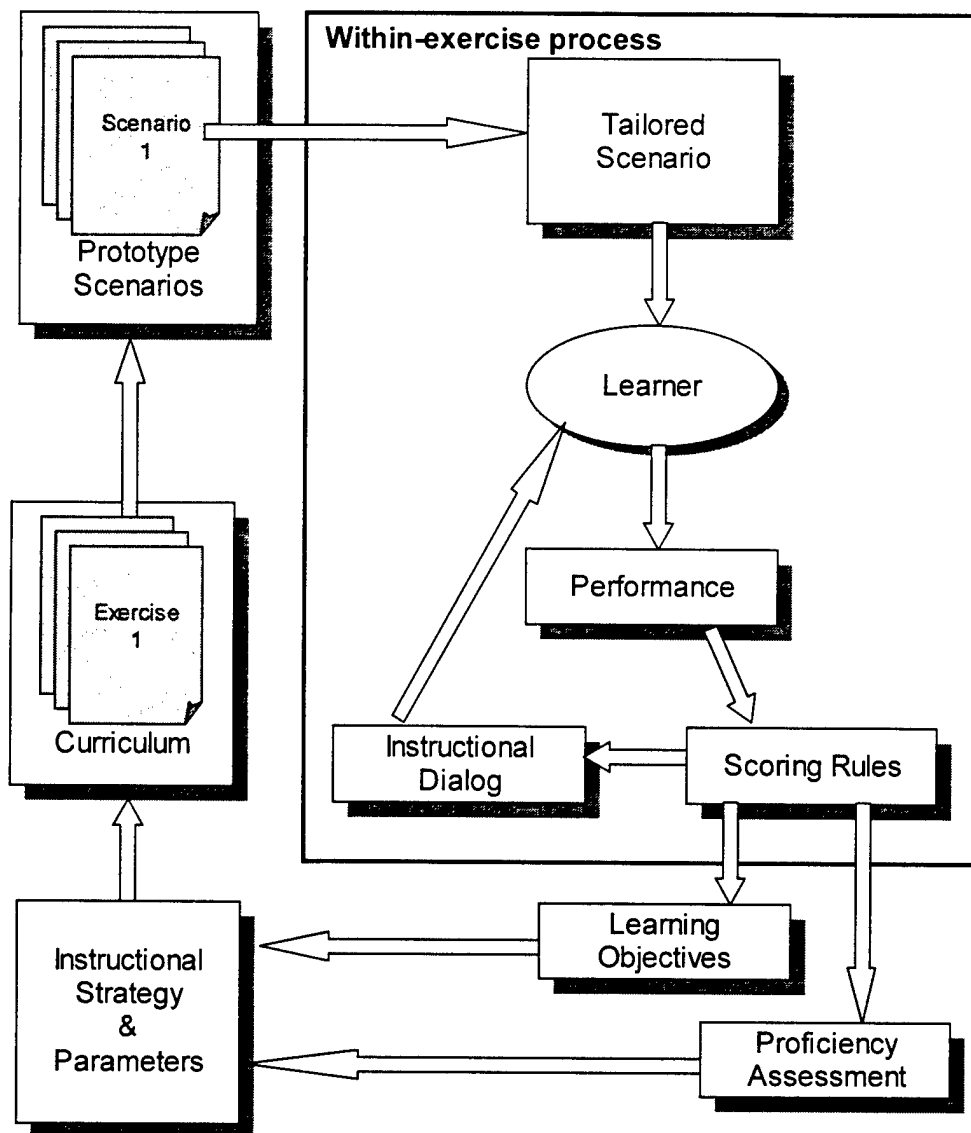 Within-exercise process
Scenario
1
Prototype
Scenarios
Tailored
Scenario
Learner
Performance
Exercise
1
Curriculum
Instructional
Dialog
Scoring Rules
Instructional
Strategy
&
Parameters
Learning
Objectives
Proficiency
Assessment